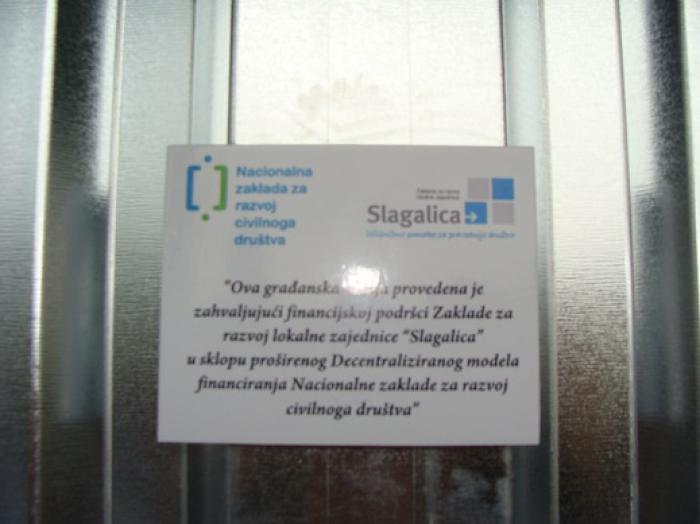 Nacionalna
zaklada za
razvoj
civilnoga
društva
Slagalica
"Ova građanska provedena je
zahvaljujući financijskoj podršci Zaklade za
razvoj lokalne zajednice "Slagalica"
u sklopu proširenog Decentraliziranog modela
financiranja Nacionalne zaklade za razvoj
civilnoga društva"